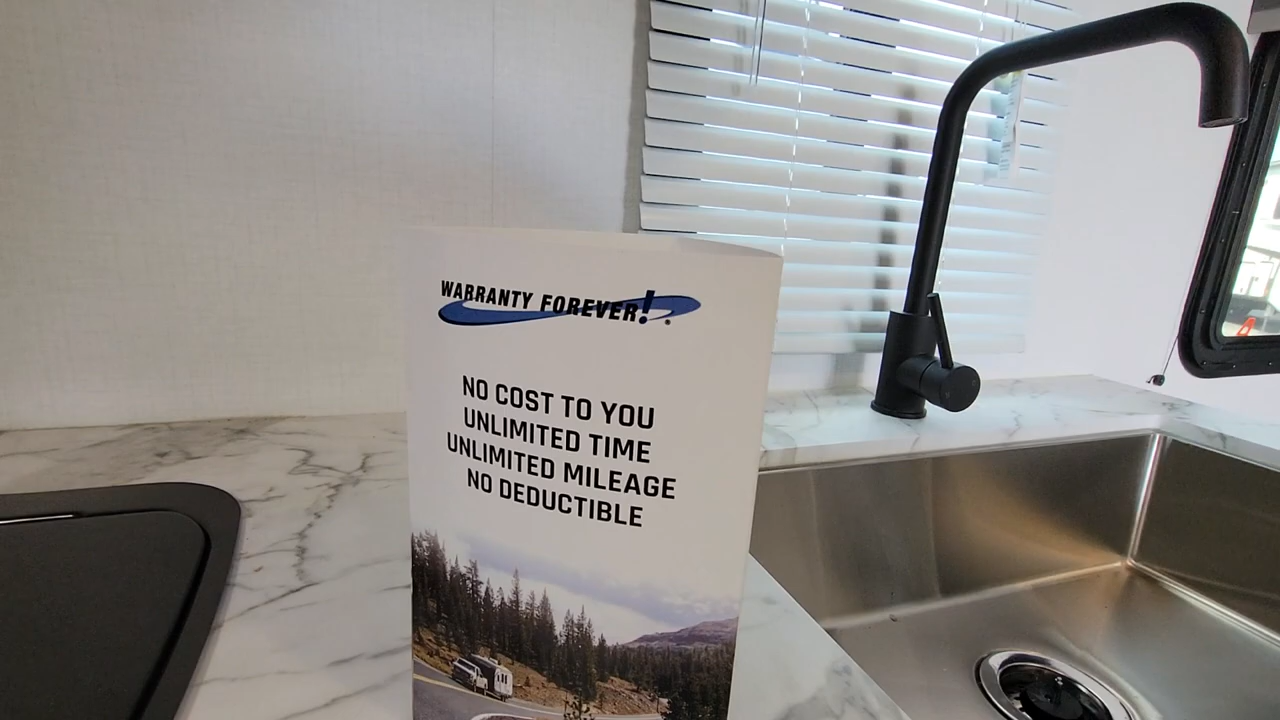 WARRANTY FOREVER!
NO COST TO YOU
UNLIMITED TIME
UNLIMITED MILEAGE
NO DEDUCTIBLE